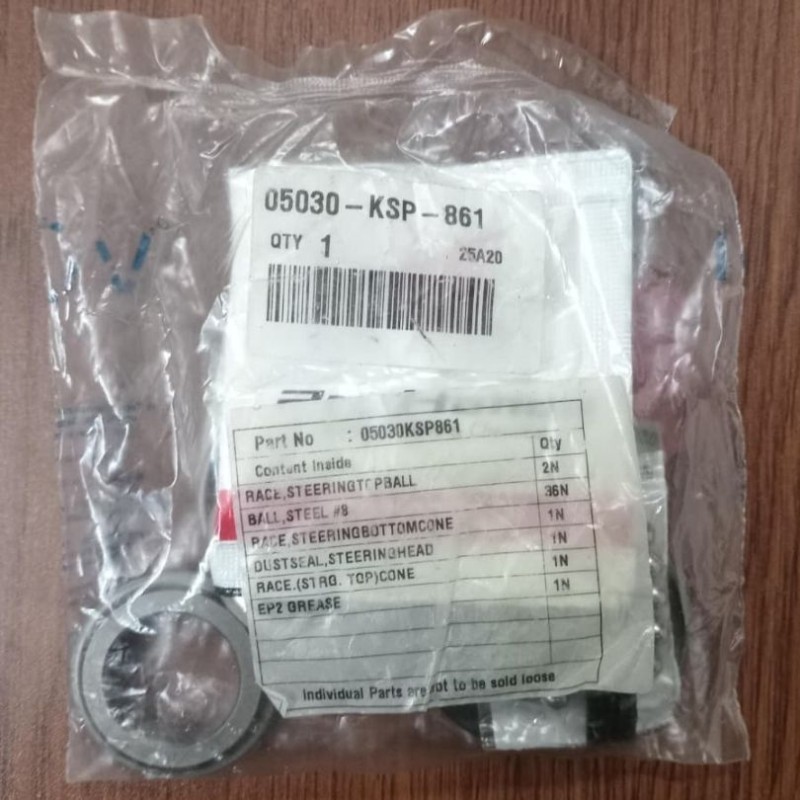 05030-KSP-861
QTY 1 25A20
Part No : 05030KSP861
Content Inside Qty
RACE,STEERINGTOPBALL 2N
BALL,STEEL #8 36N
RACE,STEERINGBOTTOMCONE 1N
DUSTSEAL,STEERINGHEAD 1N
RACE.(STRG. TOP)CONE 1N
EP2 GREASE 1N
Individual Parts are not to be sold loose